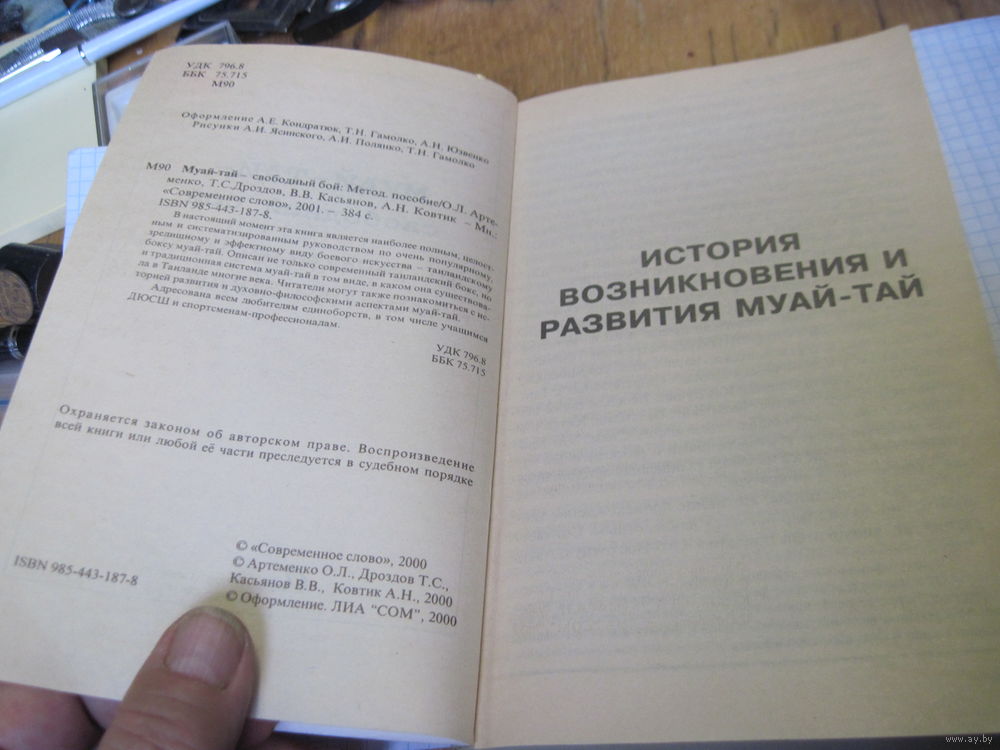 УДК 796.8
ББК 75.715
М90
Оформление А.Е. Кондратюк, Т.Н. Гамолко, А.Н. Юзвенко
Рисунки А.И. Ясинского, А.И. Полянко, Т.Н. Гамолко
М90 Муай-тай – свободный бой: Метод. пособие/О.Л. Арте-
менко, Т.С.Дроздов, В.В. Касьянов, А.Н. Ковтик – Мн.:
«Современное слово», 2001. – 384 с.
ISBN 985-443-187-8.
В настоящий момент эта книга является наиболее полным, целост-
ным и систематизированным руководством по очень популярному,
зрелищному и эффектному виду боевого искусства – таиландскому
боксу муай-тай. Описан не только современный таиландский бокс, но
и традиционная система муай-тай в том виде, в каком она существова-
ла в Таиланде многие века. Читатели могут также познакомиться с ис-
торией развития и духовно-философскими аспектами муай-тай.
Адресована всем любителям единоборств, в том числе учащимся
ДЮСШ и спортсменам-профессионалам.
УДК 796.8
ББК 75.715
Охраняется законом об авторском праве. Воспроизведение
всей книги или любой её части преследуется в судебном порядке
ISBN 985-443-187-8
© «Современное слово», 2000
© Артеменко О.Л., Дроздов Т.С.,
Касьянов В.В., Ковтик А.Н., 2000
© Оформление. ЛИА "СОМ", 2000
ИСТОРИЯ
ВОЗНИКНОВЕНИЯ И
РАЗВИТИЯ МУАЙ-ТАЙ
www.ay.by